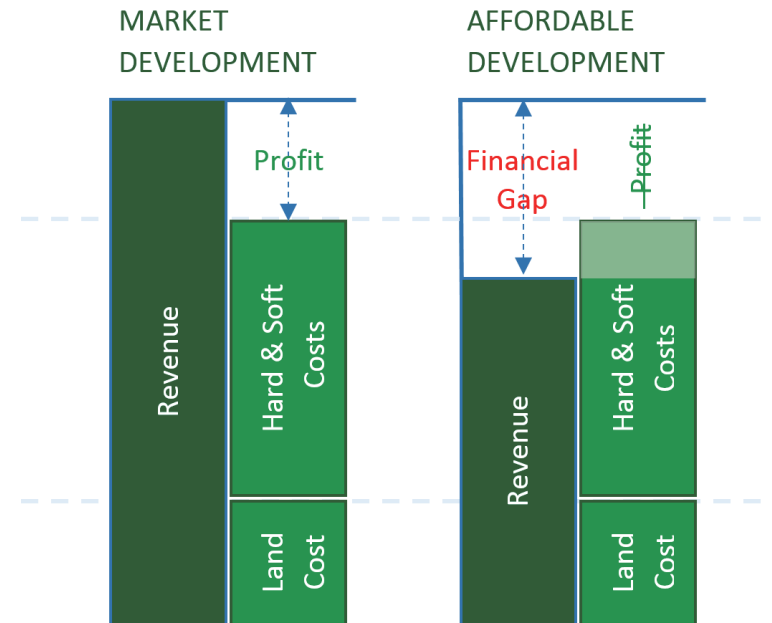 MARKET
DEVELOPMENT
Profit
Revenue
Hard & Soft
Costs
Land
Cost
AFFORDABLE
DEVELOPMENT
Financial
Gap
Profit
Revenue
Hard & Soft
Costs
Land
Cost